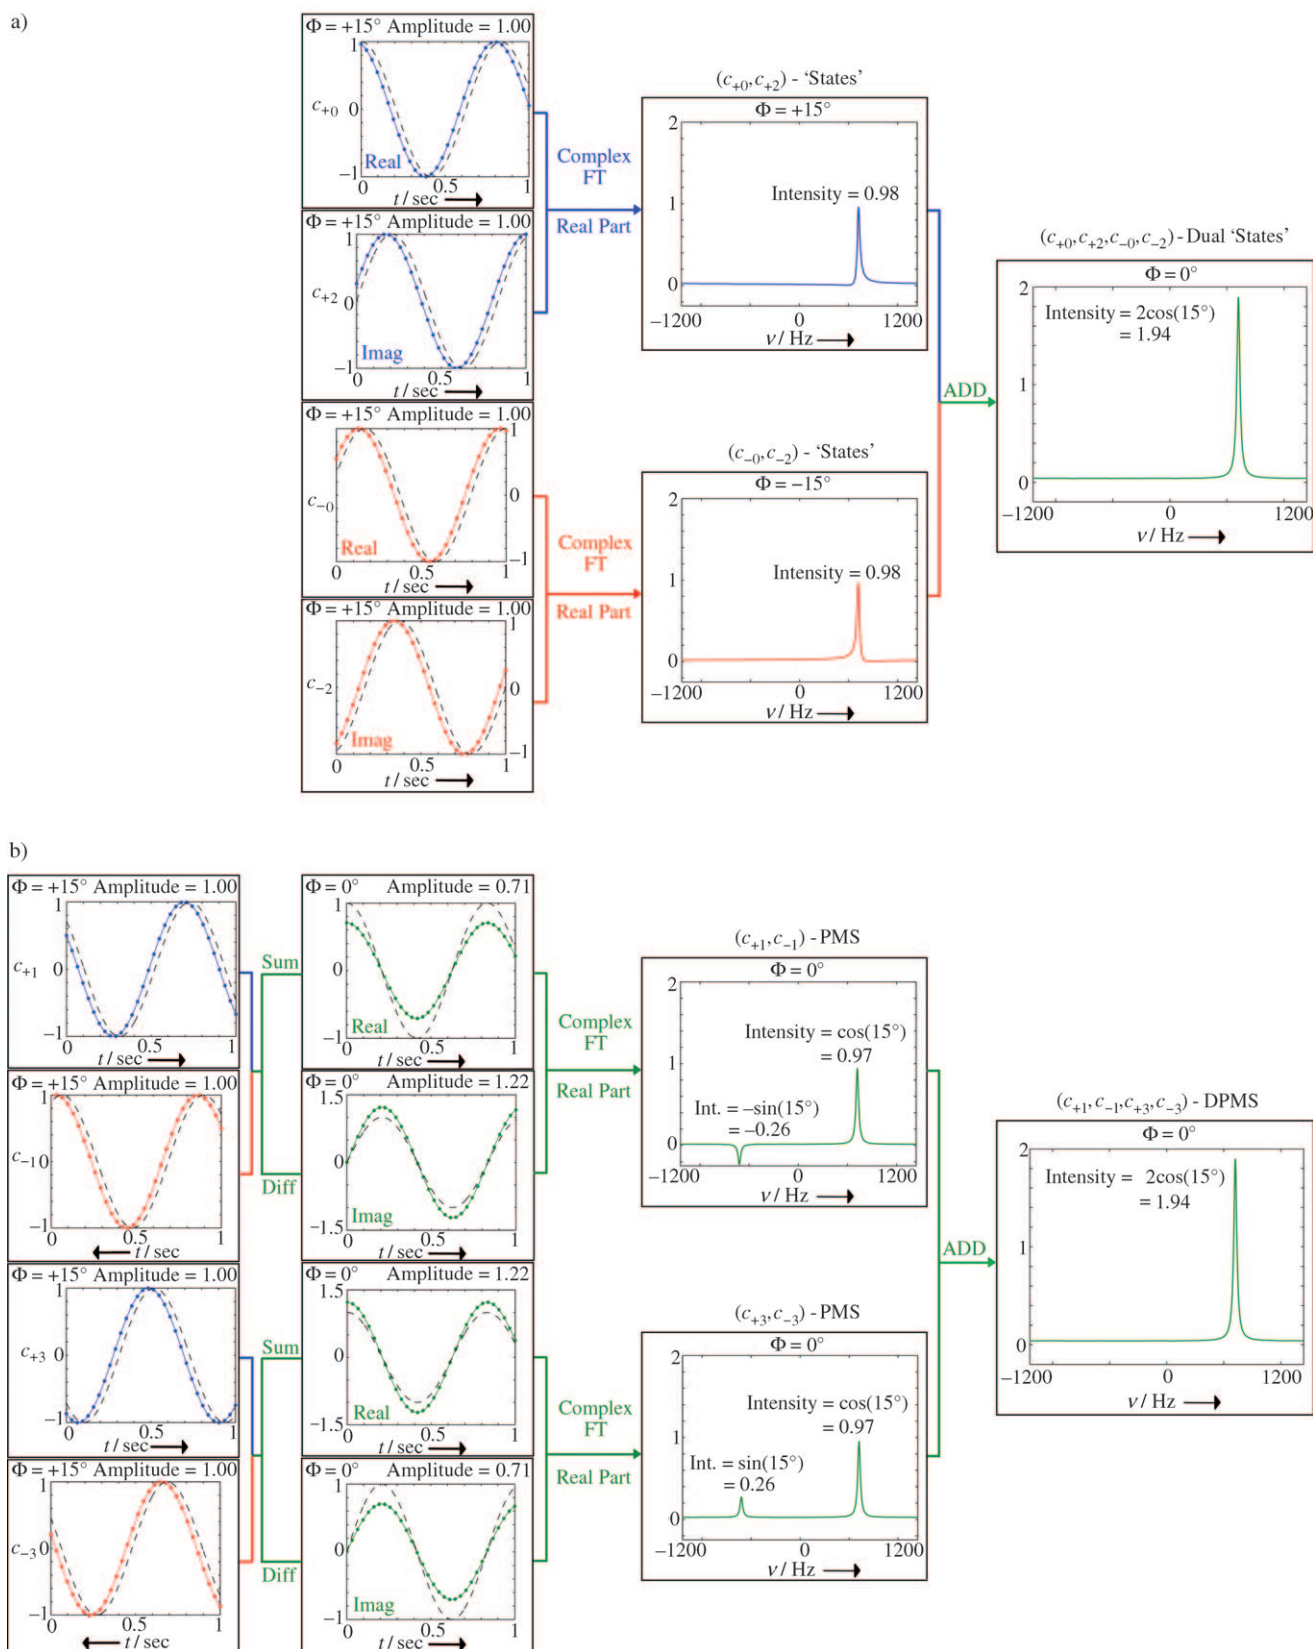 a)
Φ = +15° Amplitude = 1.00
1
c+0
0
Real
−1
0 0.5 1
t / sec
Φ = +15° Amplitude = 1.00
1
c+2
0
Imag
−1
0 0.5 1
t / sec
Φ = +15° Amplitude = 1.00
1
c−0
0
Real
−1
0 0.5 1
t / sec
Φ = +15° Amplitude = 1.00
1
c−2
0
Imag
−1
0 0.5 1
t / sec
Complex
FT
Real Part
Complex
FT
Real Part
(c+0,c+2) - ‘States’
Φ = +15°
2
Intensity = 0.98
1
0
−1200 0 1200
ν / Hz
(c−0,c−2) - ‘States’
Φ = −15°
2
Intensity = 0.98
1
0
−1200 0 1200
ν / Hz
ADD
(c+0,c+2,c−0,c−2) - Dual ‘States’
Φ = 0°
2
Intensity = 2cos(15°)
= 1.94
1
0
−1200 0 1200
ν / Hz
b)
Φ = +15° Amplitude = 1.00
1
c+1
0
−1
0 0.5 1
t / sec
Φ = +15° Amplitude = 1.00
1
c−1 0
−1
0 0.5 1
t / sec
Φ = +15° Amplitude = 1.00
1
c+3
0
−1
0 0.5 1
t / sec
Φ = +15° Amplitude = 1.00
1
c−3 0
−1
0 0.5 1
t / sec
Sum
Diff
Sum
Diff
Φ = 0° Amplitude = 0.71
1
0
Real
−1
0 0.5 1
t / sec
Φ = 0° Amplitude = 1.22
1.5
0
Imag
−1.5
0 0.5 1
t / sec
Φ = 0° Amplitude = 1.22
1.5
0
Real
−1.5
0 0.5 1
t / sec
Φ = 0° Amplitude = 0.71
1
0
Imag
−1
0 0.5 1
t / sec
Complex
FT
Real Part
Complex
FT
Real Part
(c+1,c−1) - PMS
Φ = 0°
2
Intensity = cos(15°)
= 0.97
1
Int. = −sin(15°)
= −0.26
0
−1200 0 1200
ν / Hz
(c+3,c−3) - PMS
Φ = 0°
2
Intensity = cos(15°)
= 0.97
1
Int. = sin(15°)
= 0.26
0
−1200 0 1200
ν / Hz
ADD
(c+1,c−1,c+3,c−3) - DPMS
Φ = 0°
2
Intensity = 2cos(15°)
= 1.94
1
0
−1200 0 1200
ν / Hz